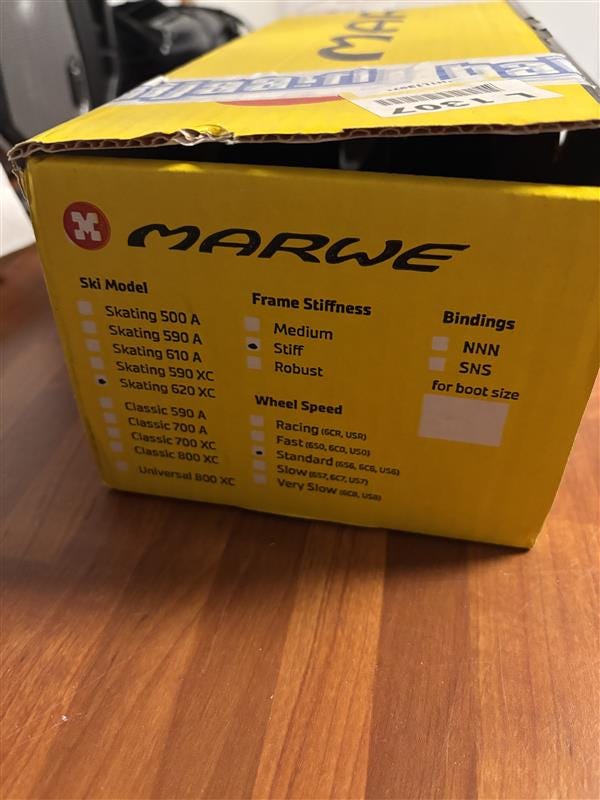 MARWE
L 1307
MARWE
Ski Model
Skating 500 A
Skating 590 A
Skating 610 A
Skating 590 XC
Skating 620 XC
Classic 590 A
Classic 700 A
Classic 700 XC
Classic 800 XC
Universal 800 XC
Frame Stiffness
Medium
Stiff
Robust
Wheel Speed
Racing (6CR, USR)
Fast (6S0, 6C0, US0)
Standard (6S6, 6C6, US6)
Slow (6S7, 6C7, US7)
Very Slow (6C8, US8)
Bindings
NNN
SNS
for boot size